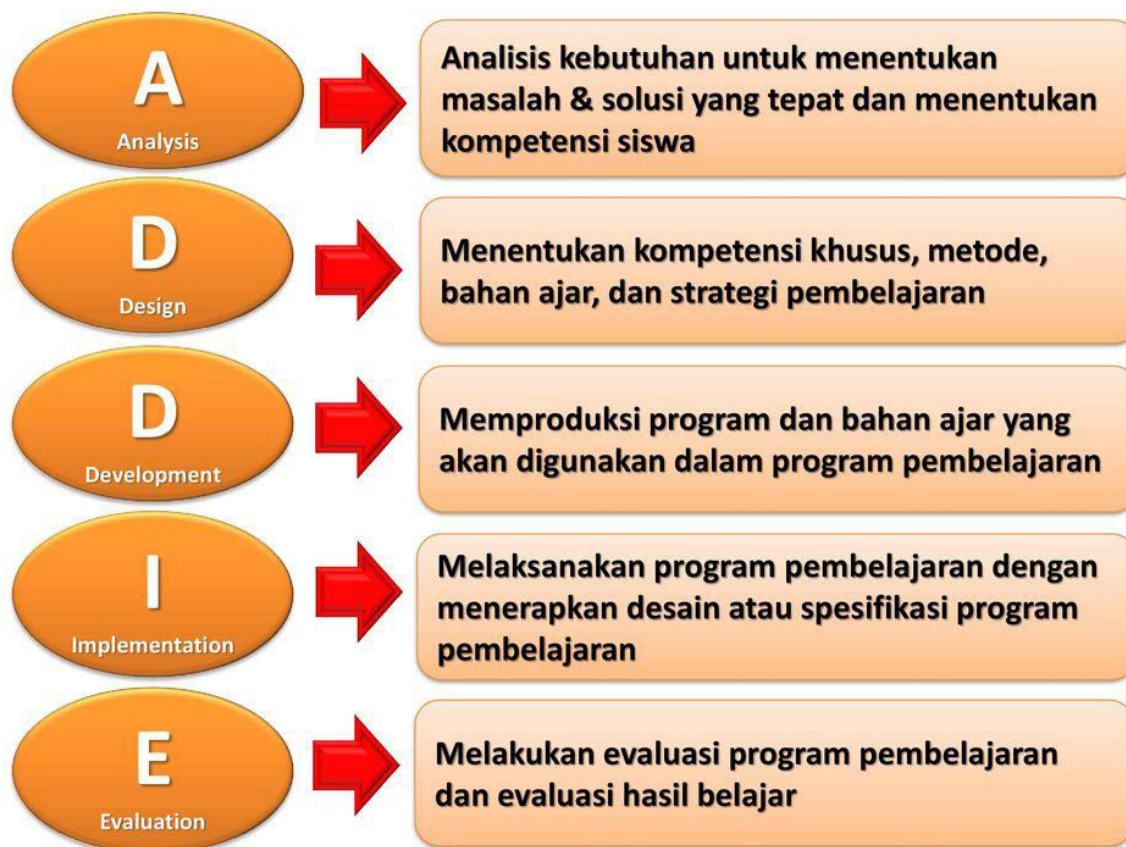 A
Analysis
Analisis kebutuhan untuk menentukan
masalah & solusi yang tepat dan menentukan
kompetensi siswa
D
Design
Menentukan kompetensi khusus, metode,
bahan ajar, dan strategi pembelajaran
D
Development
Memproduksi program dan bahan ajar yang
akan digunakan dalam program pembelajaran
I
Implementation
Melaksanakan program pembelajaran dengan
menerapkan desain atau spesifikasi program
pembelajaran
E
Evaluation
Melakukan evaluasi program pembelajaran
dan evaluasi hasil belajar